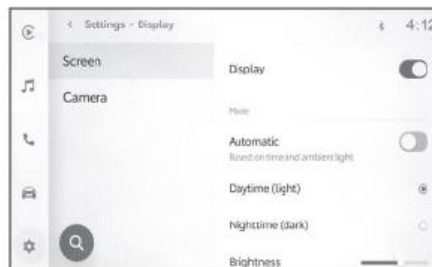 < Settings - Display
4:12
Screen
Camera
Display
Mode
Automatic
Based on time and ambient light
Daytime (light)
Nighttime (dark)
Brightness